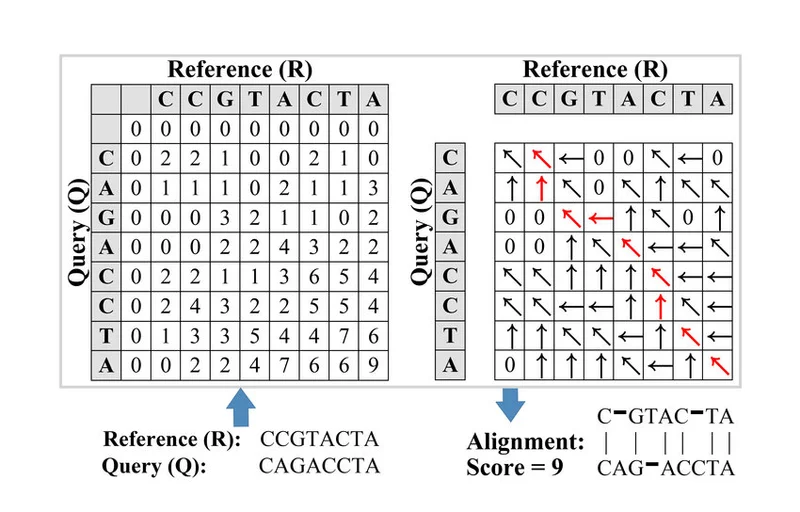 Reference (R)
C C G T A C T A
0 0 0 0 0 0 0 0 0
C 0 2 2 1 0 0 2 1 0
A 0 1 1 1 0 2 1 1 3
G 0 0 0 3 2 1 1 0 2
A 0 0 0 2 2 4 3 2 2
C 0 2 2 1 1 3 6 5 4
C 0 2 4 3 2 2 5 5 4
T 0 1 3 3 5 4 4 7 6
A 0 0 2 2 4 7 6 6 9
Query (Q)
Reference (R)
C C G T A C T A
C ↖ ↖ ← 0 0 ↖ ← 0
A ↑ ↑ ↖ 0 ↖ ↑ ↖ ↖
G 0 0 ↖ ← ↑ ↖ 0 ↑
A 0 0 ↑ ↖ ↖ ← ← ↖
C ↖ ↖ ↑ ↑ ↑ ↖ ← ←
C ↖ ↖ ← ← ↑ ↑ ↖ ←
T ↑ ↑ ↖ ↖ ← ↑ ↖ ←
A 0 ↑ ↑ ↑ ↖ ← ↑ ↖
Query (Q)
Reference (R): CCGTACTA
Query (Q): CAGACCTA
C-GTAC-TA
Alignment: | | | | | |
Score = 9 CAG-ACCTA